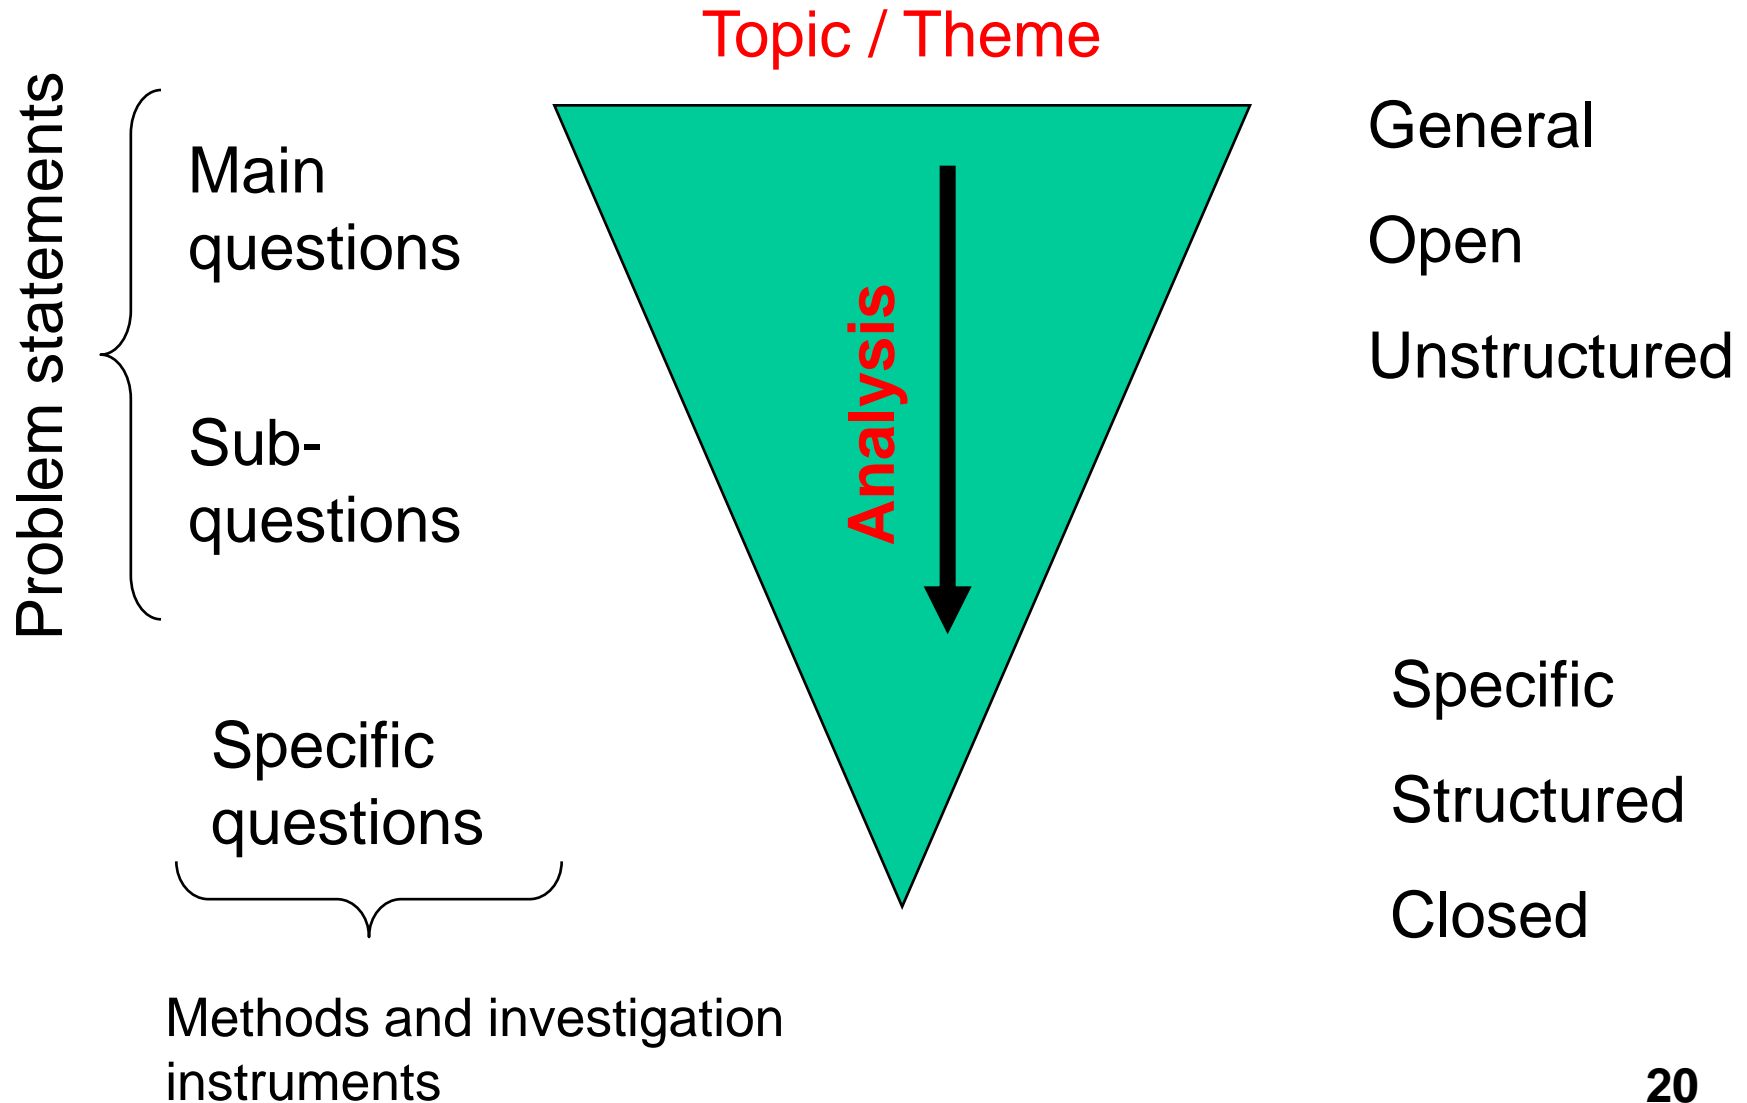 Topic / Theme
Problem statements
Main
questions
Sub-
questions
Specific
questions
Methods and investigation
instruments
Analysis
General
Open
Unstructured
Specific
Structured
Closed
20